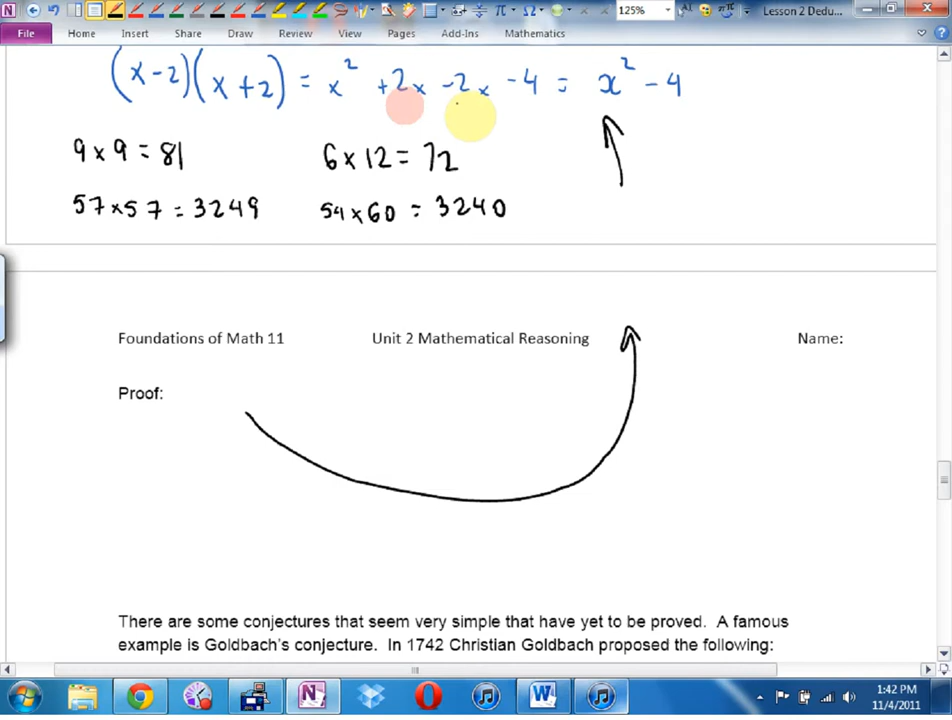 125%
Lesson 2 Dedu...
File Home Insert Share Draw Review View Pages Add-Ins Mathematics
(x-2)(x+2) = x² +2x -2x -4 = x² - 4
9 x 9 = 81 6 x 12 = 72
57 x 57 = 3249 54 x 60 = 3240
Foundations of Math 11 Unit 2 Mathematical Reasoning Name:
Proof:
There are some conjectures that seem very simple that have yet to be proved. A famous
example is Goldbach's conjecture. In 1742 Christian Goldbach proposed the following:
1:42 PM
11/4/2011